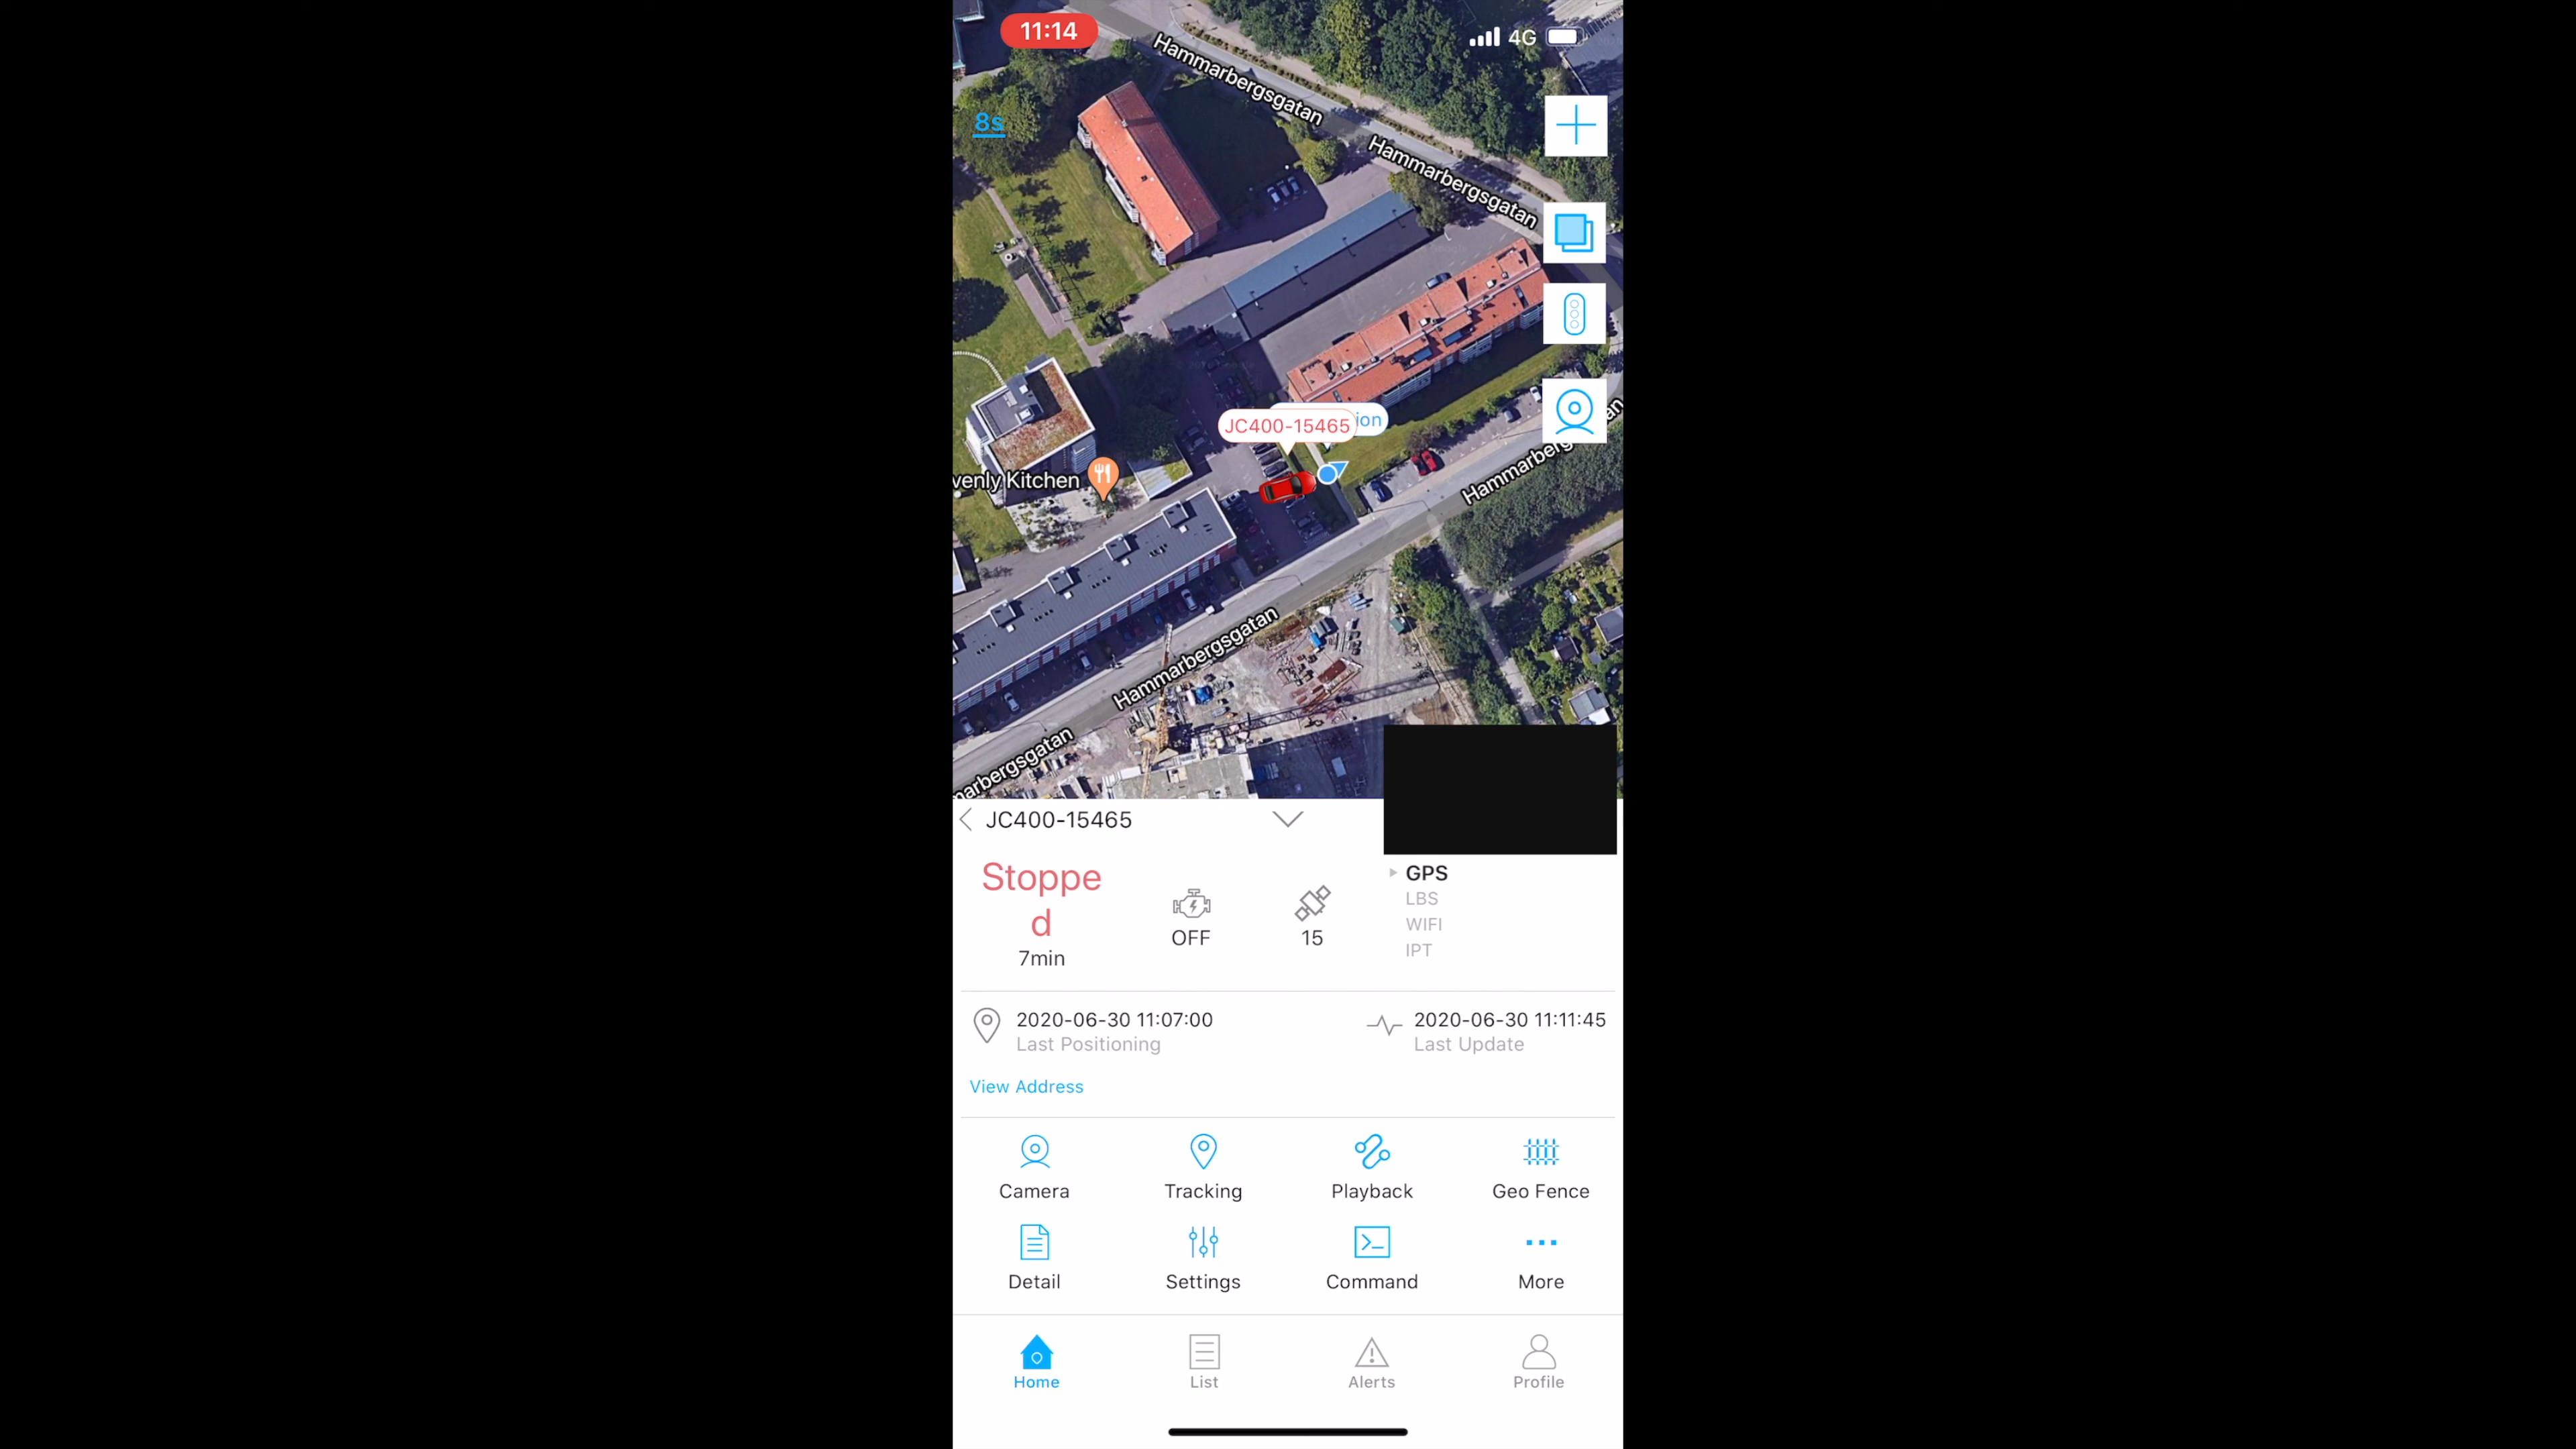 11:14
4G
Hammarbergsgatan
8s
Hammarbergsgatan
JC400-15465
ion
venly Kitchen
Hammarberg
an
Hammarbergsgatan
narbergsgatan
JC400-15465
Stoppe
d
7min
OFF
15
GPS
LBS
WIFI
IPT
2020-06-30 11:07:00
Last Positioning
2020-06-30 11:11:45
Last Update
View Address
Camera
Tracking
Playback
Geo Fence
Detail
Settings
Command
More
Home
List
Alerts
Profile